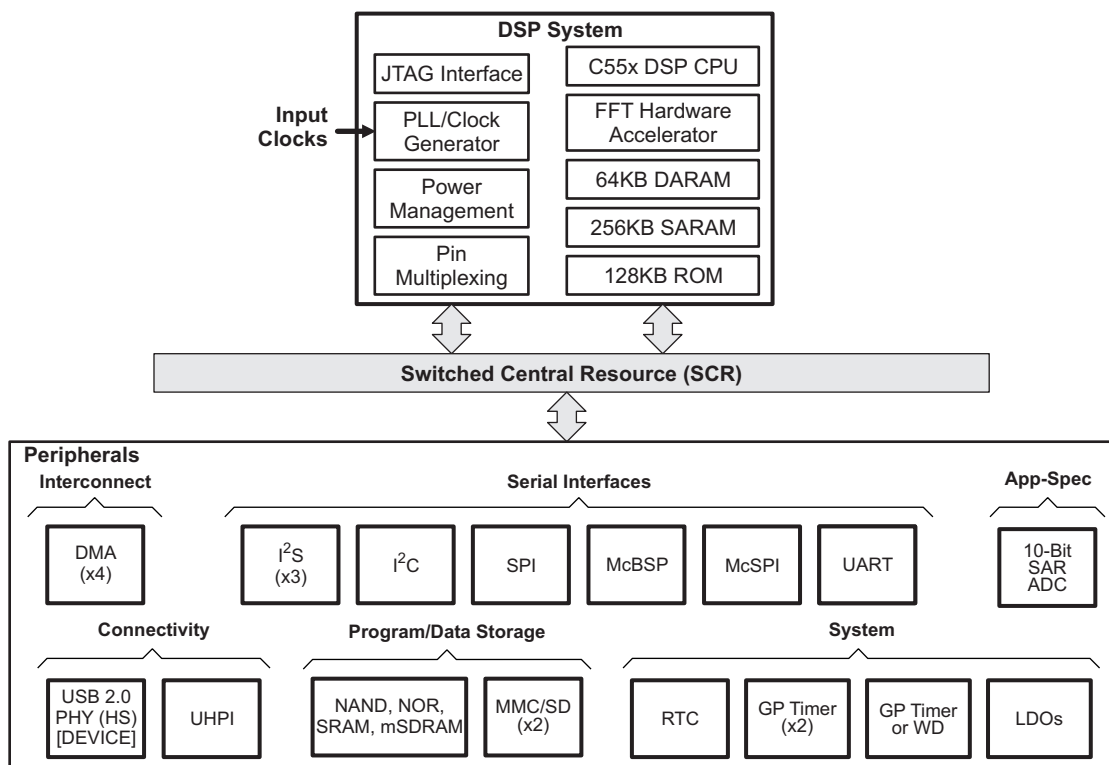 DSP System
JTAG Interface
C55x DSP CPU
Input
Clocks
PLL/Clock
Generator
FFT Hardware
Accelerator
Power
Management
64KB DARAM
256KB SARAM
Pin
Multiplexing
128KB ROM
Switched Central Resource (SCR)
Peripherals
Interconnect
Serial Interfaces
App-Spec
DMA
(x4)
I²S
(x3)
I²C
SPI
McBSP
McSPI
UART
10-Bit
SAR
ADC
Connectivity
Program/Data Storage
System
USB 2.0
PHY (HS)
[DEVICE]
UHPI
NAND, NOR,
SRAM, mSDRAM
MMC/SD
(x2)
RTC
GP Timer
(x2)
GP Timer
or WD
LDOs